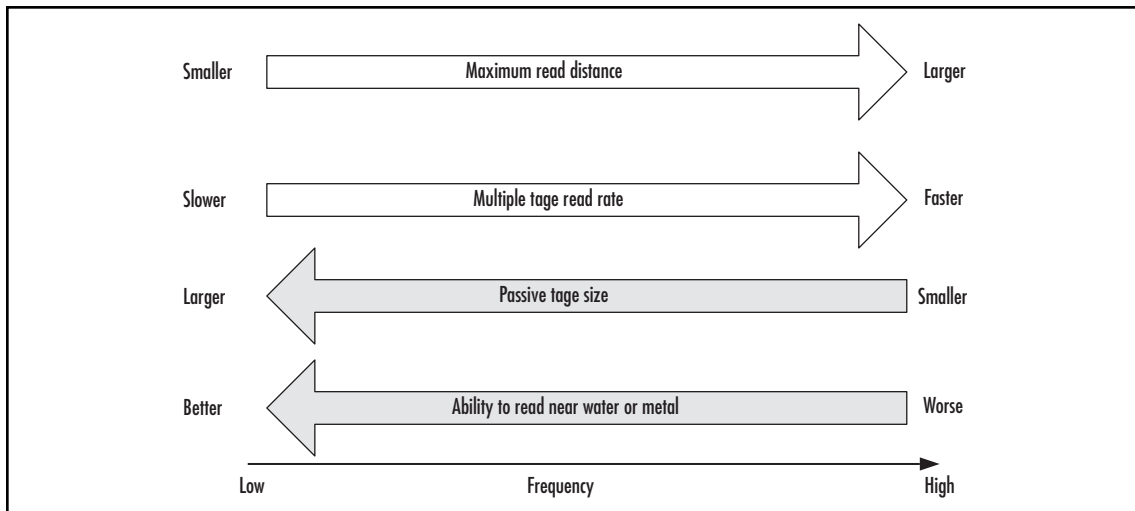 Smaller Maximum read distance Larger
Slower Multiple tage read rate Faster
Larger Passive tage size Smaller
Better Ability to read near water or metal Worse
Low Frequency High